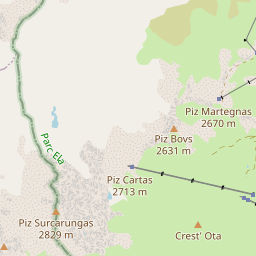 Piz Martegnas
2670 m
Piz Bovs
2631 m
Parc Ela
Piz Cartas
2713 m
Piz Surcarungas
2829 m
Crest' Ota